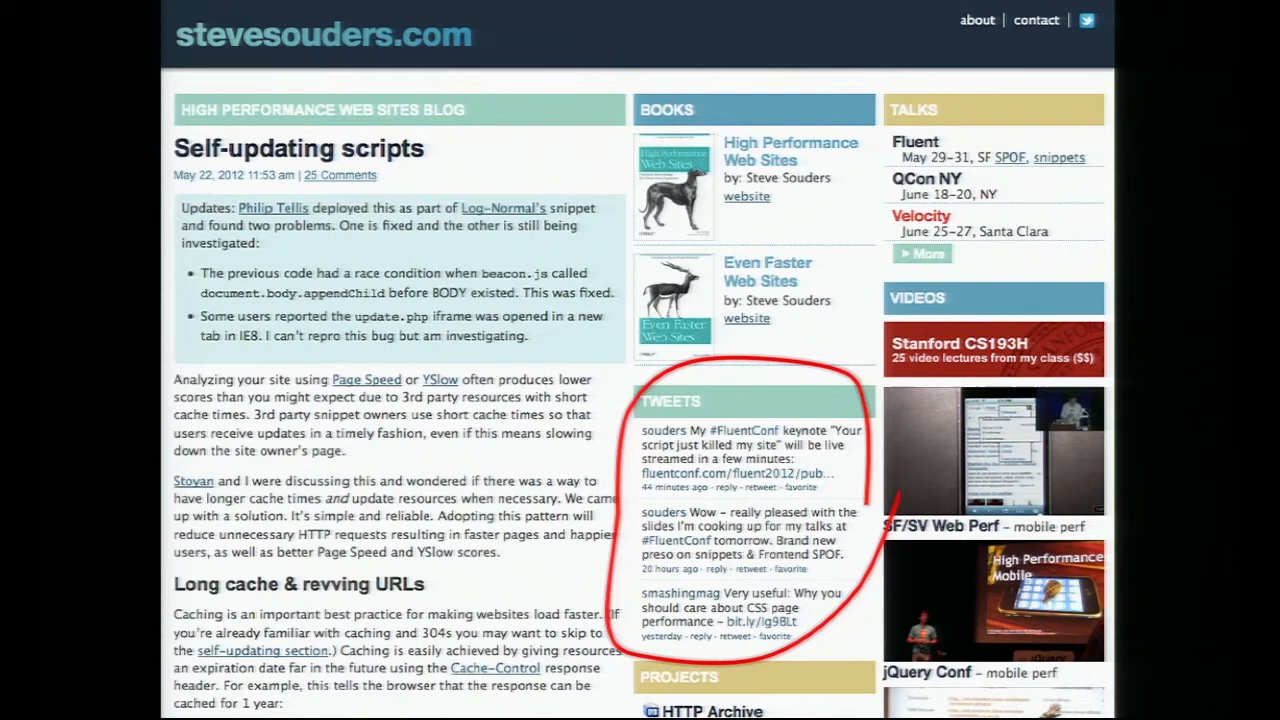 stevesouders.com
about | contact |
HIGH PERFORMANCE WEB SITES BLOG
Self-updating scripts
May 22, 2012 11:53 am | 25 Comments
Updates: Philip Tellis deployed this as part of Log-Normal's snippet
and found two problems. One is fixed and the other is still being
investigated:
• The previous code had a race condition when beacon.js called
document.body.appendChild before BODY existed. This was fixed.
• Some users reported the update.php iframe was opened in a new
tab in IE8. I can't repro this bug but am investigating.
Analyzing your site using Page Speed or YSlow often produces lower
scores than you might expect due to 3rd party resources with short
cache times. 3rd party snippet owners use short cache times so that
users receive updates in a timely fashion, even if this means slowing
down the site owner's page.
Stoyan and I were discussing this and wondered if there was a way to
have longer cache times and update resources when necessary. We came
up with a solution. It's simple and reliable. Adopting this pattern will
reduce unnecessary HTTP requests resulting in faster pages and happier
users, as well as better Page Speed and YSlow scores.
Long cache & revving URLs
Caching is an important best practice for making websites load faster. (If
you're already familiar with caching and 304s you may want to skip to
the self-updating section.) Caching is easily achieved by giving resources
an expiration date far in the future using the Cache-Control response
header. For example, this tells the browser that the response can be
cached for 1 year:
BOOKS
High Performance
Web Sites
High Performance
Web Sites
by: Steve Souders
website
Even Faster
Web Sites
Even Faster
Web Sites
by: Steve Souders
website
TWEETS
souders My #FluentConf keynote "Your
script just killed my site" will be live
streamed in a few minutes:
fluentconf.com/fluent2012/pub...
44 minutes ago · reply · retweet · favorite
souders Wow - really pleased with the
slides I'm cooking up for my talks at
#FluentConf tomorrow. Brand new
preso on snippets & Frontend SPOF.
20 hours ago · reply · retweet · favorite
smashingmag Very useful: Why you
should care about CSS page
performance - bit.ly/Ig9BLt
yesterday · reply · retweet · favorite
PROJECTS
HTTP Archive
TALKS
Fluent
May 29-31, SF SPOF, snippets
QCon NY
June 18-20, NY
Velocity
June 25-27, Santa Clara
More
VIDEOS
Stanford CS193H
25 video lectures from my class ($$)
SF/SV Web Perf - mobile perf
High Performance
Mobile
jQuery
jQuery Conf - mobile perf